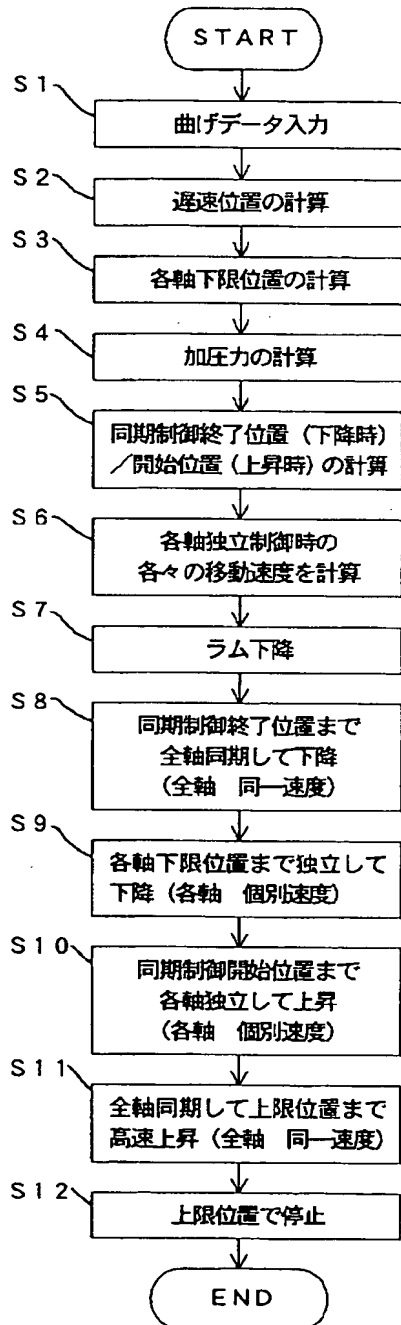 START
S1
曲げデータ入力
S2
遅速位置の計算
S3
各軸下限位置の計算
S4
加圧力の計算
S5
同期制御終了位置(下降時)
/開始位置(上昇時)の計算
S6
各軸独立制御時の
各々の移動速度を計算
S7
ラム下降
S8
同期制御終了位置まで
全軸同期して下降
(全軸 同一速度)
S9
各軸下限位置まで独立して
下降(各軸 個別速度)
S10
同期制御開始位置まで
各軸独立して上昇
(各軸 個別速度)
S11
全軸同期して上限位置まで
高速上昇(全軸 同一速度)
S12
上限位置で停止
END